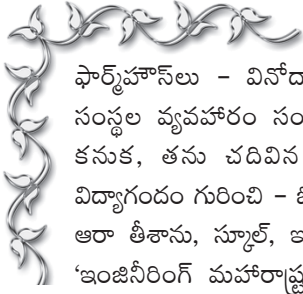 ఫార్మ్‌హౌస్‌లు – వినోదా
సంస్థల వ్యవహారం సం
కనుక, తను చదివిన
విద్యాగందం గురించి –
ఆరా తీశాను, స్కూల్, ఇ
'ఇంజినీరింగ్ మహారాష్ట్ర